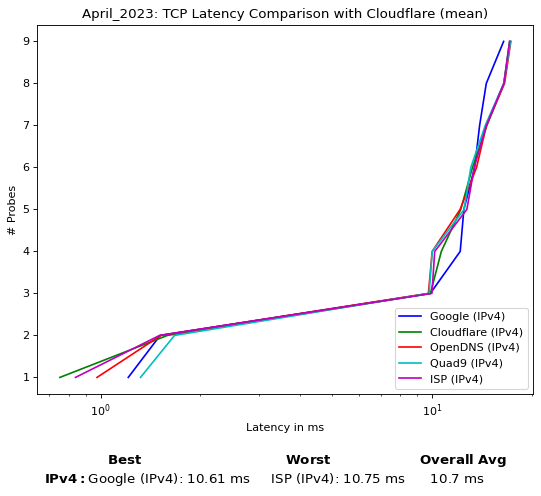 April_2023: TCP Latency Comparison with Cloudflare (mean)
# Probes
9
8
7
6
5
4
3
2
1
Google (IPv4)
Cloudflare (IPv4)
OpenDNS (IPv4)
Quad9 (IPv4)
ISP (IPv4)
10⁰ 10¹
Latency in ms
Best Worst Overall Avg
IPv4: Google (IPv4): 10.61 ms ISP (IPv4): 10.75 ms 10.7 ms